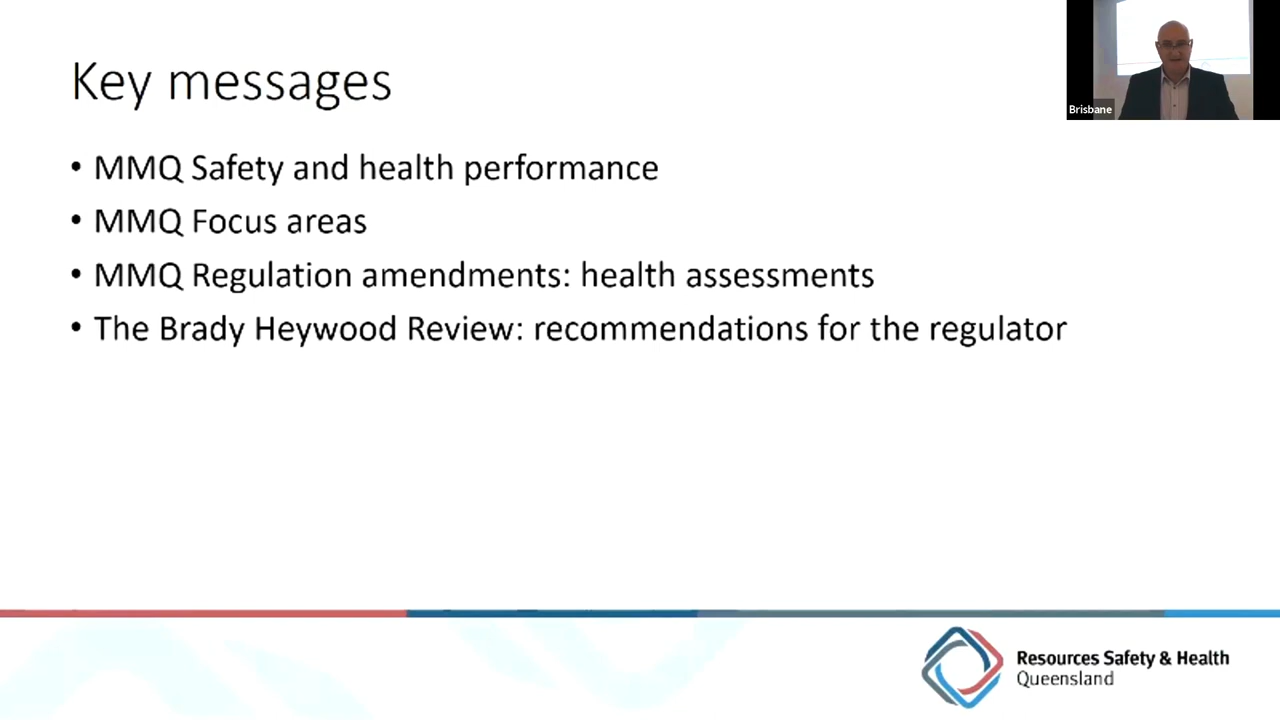 Key messages
Brisbane
• MMQ Safety and health performance
• MMQ Focus areas
• MMQ Regulation amendments: health assessments
• The Brady Heywood Review: recommendations for the regulator
Resources Safety & Health
Queensland